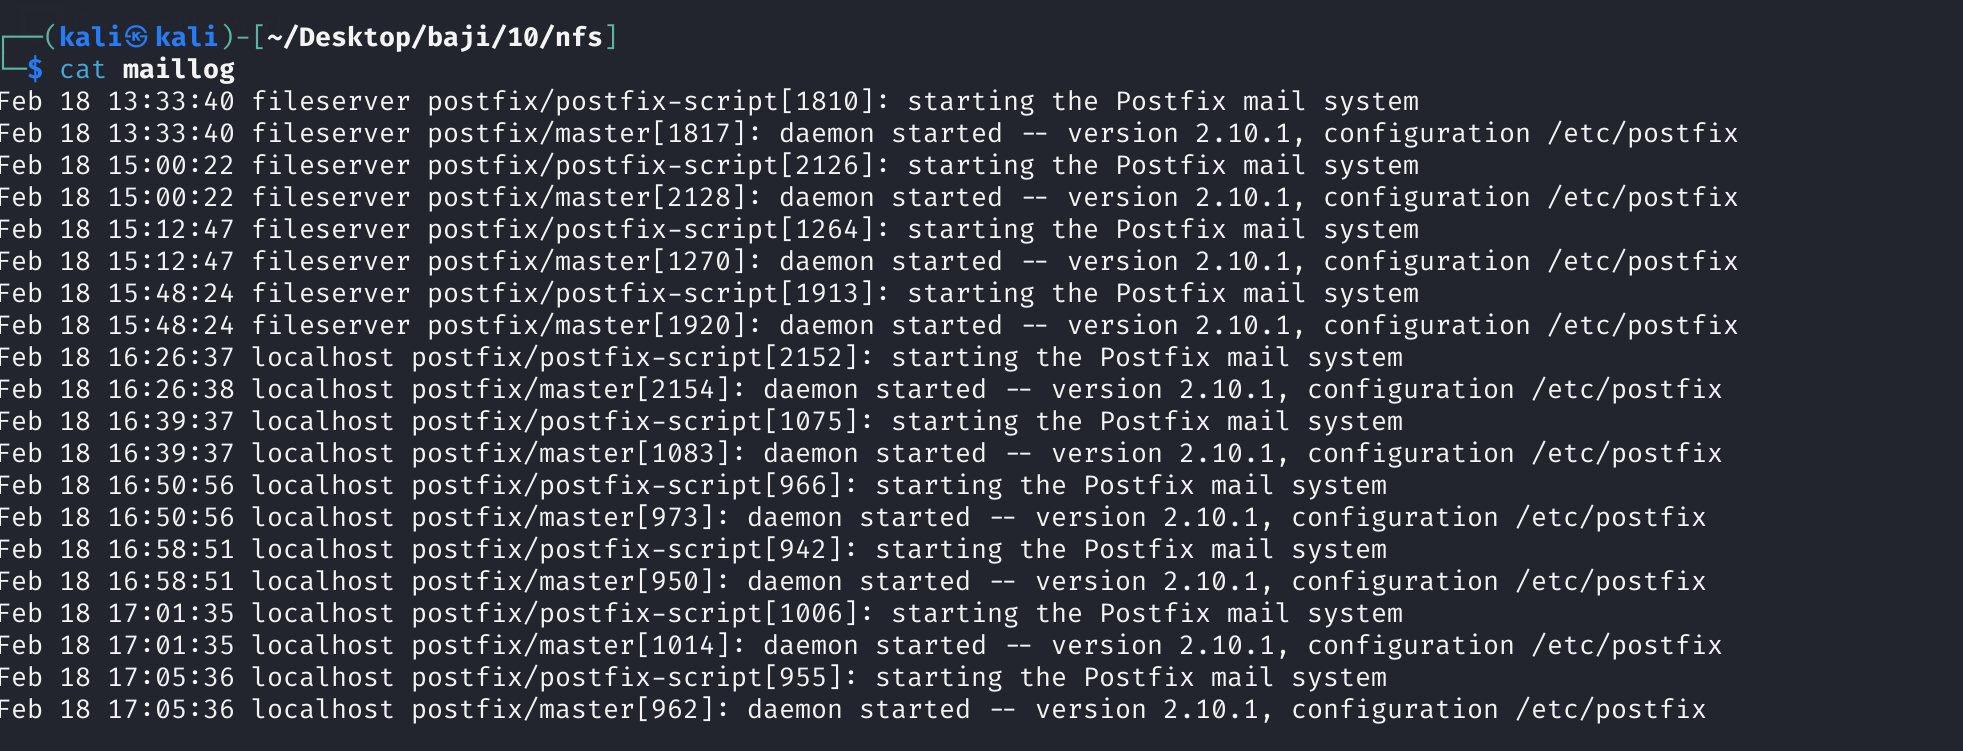 ┌──(kali㉿kali)-[~/Desktop/baji/10/nfs]
└─$ cat maillog
Feb 18 13:33:40 fileserver postfix/postfix-script[1810]: starting the Postfix mail system
Feb 18 13:33:40 fileserver postfix/master[1817]: daemon started -- version 2.10.1, configuration /etc/postfix
Feb 18 15:00:22 fileserver postfix/postfix-script[2126]: starting the Postfix mail system
Feb 18 15:00:22 fileserver postfix/master[2128]: daemon started -- version 2.10.1, configuration /etc/postfix
Feb 18 15:12:47 fileserver postfix/postfix-script[1264]: starting the Postfix mail system
Feb 18 15:12:47 fileserver postfix/master[1270]: daemon started -- version 2.10.1, configuration /etc/postfix
Feb 18 15:48:24 fileserver postfix/postfix-script[1913]: starting the Postfix mail system
Feb 18 15:48:24 fileserver postfix/master[1920]: daemon started -- version 2.10.1, configuration /etc/postfix
Feb 18 16:26:37 localhost postfix/postfix-script[2152]: starting the Postfix mail system
Feb 18 16:26:38 localhost postfix/master[2154]: daemon started -- version 2.10.1, configuration /etc/postfix
Feb 18 16:39:37 localhost postfix/postfix-script[1075]: starting the Postfix mail system
Feb 18 16:39:37 localhost postfix/master[1083]: daemon started -- version 2.10.1, configuration /etc/postfix
Feb 18 16:50:56 localhost postfix/postfix-script[966]: starting the Postfix mail system
Feb 18 16:50:56 localhost postfix/master[973]: daemon started -- version 2.10.1, configuration /etc/postfix
Feb 18 16:58:51 localhost postfix/postfix-script[942]: starting the Postfix mail system
Feb 18 16:58:51 localhost postfix/master[950]: daemon started -- version 2.10.1, configuration /etc/postfix
Feb 18 17:01:35 localhost postfix/postfix-script[1006]: starting the Postfix mail system
Feb 18 17:01:35 localhost postfix/master[1014]: daemon started -- version 2.10.1, configuration /etc/postfix
Feb 18 17:05:36 localhost postfix/postfix-script[955]: starting the Postfix mail system
Feb 18 17:05:36 localhost postfix/master[962]: daemon started -- version 2.10.1, configuration /etc/postfix